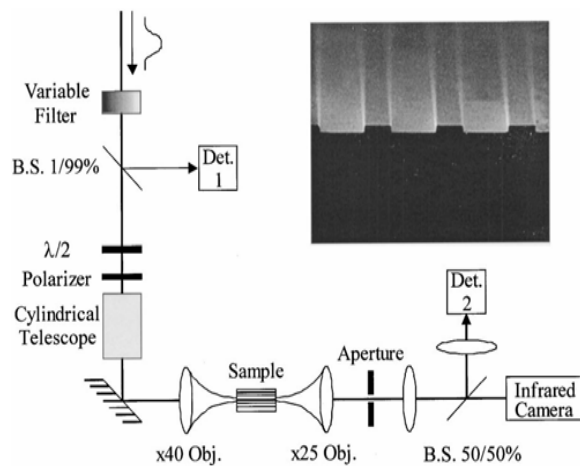 Variable
Filter
B.S. 1/99%
Det.
1
λ/2
Polarizer
Cylindrical
Telescope
Sample
x40 Obj.
x25 Obj.
Aperture
Det.
2
Infrared
Camera
B.S. 50/50%